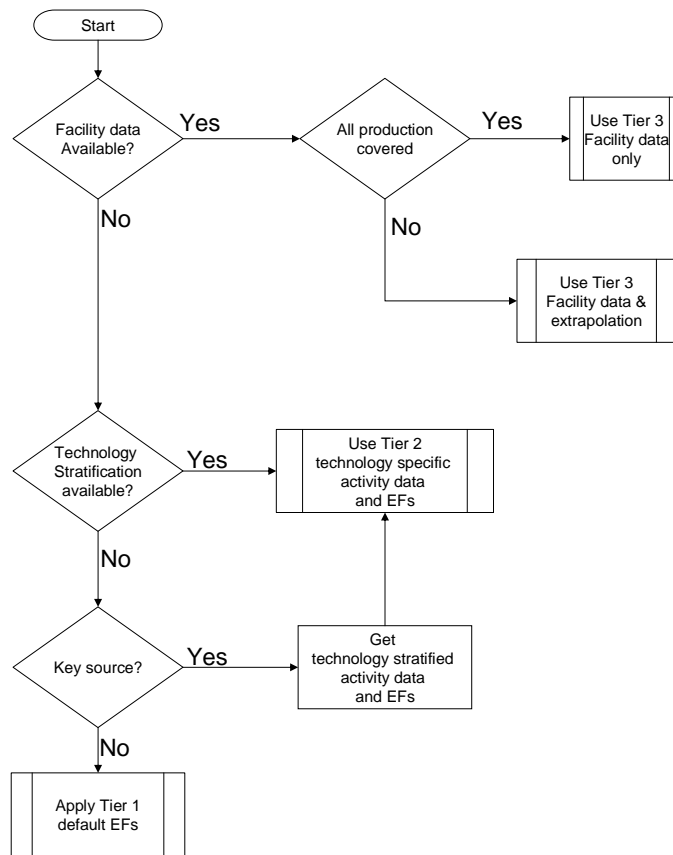 Start
Facility data
Available?
Yes
All production
covered
Yes
Use Tier 3
Facility data
only
No
No
Use Tier 3
Facility data &
extrapolation
Technology
Stratification
available?
Yes
Use Tier 2
technology specific
activity data
and EFs
No
Key source?
Yes
Get
technology stratified
activity data
and EFs
No
Apply Tier 1
default EFs